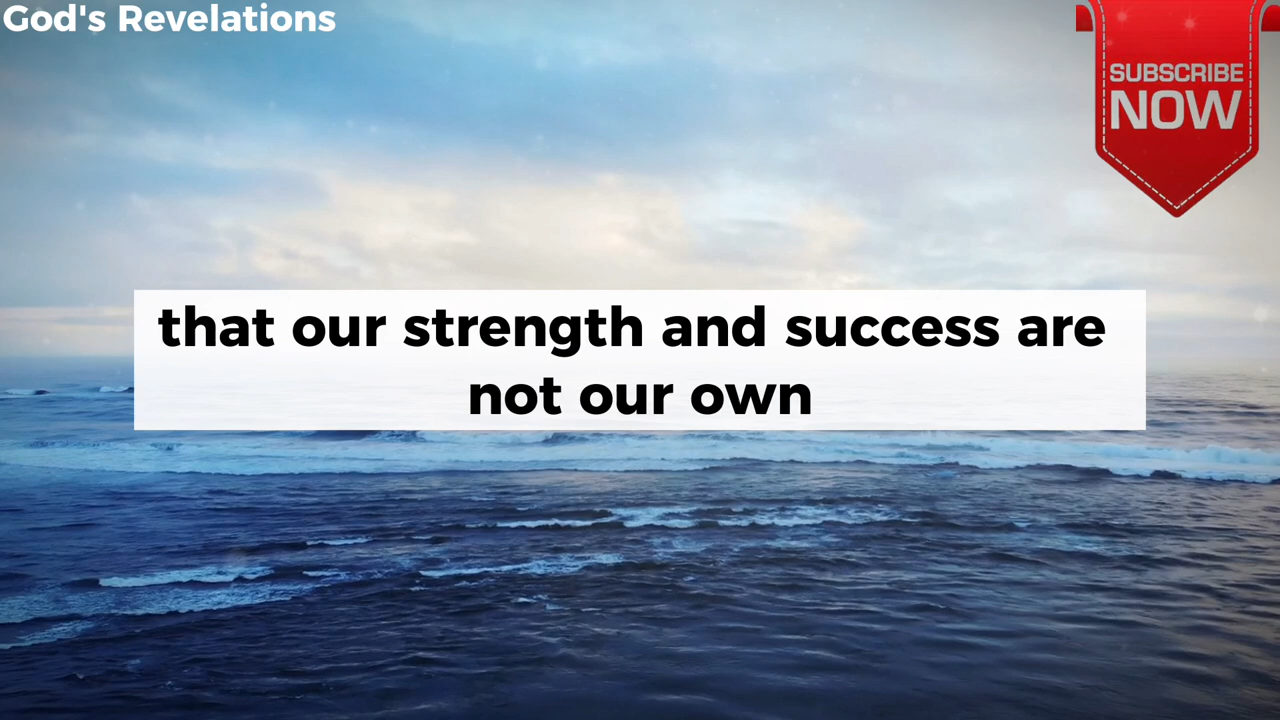 God's Revelations
SUBSCRIBE
NOW
that our strength and success are
not our own